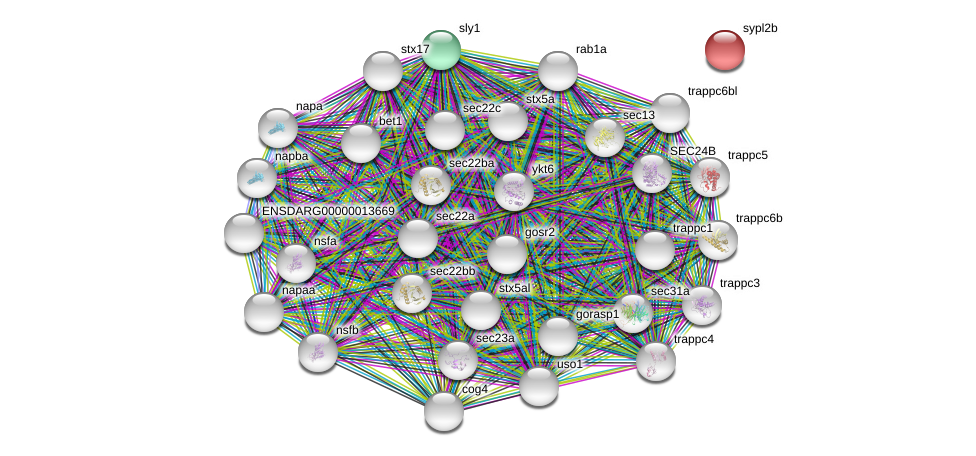 sly1
sypl2b
stx17
rab1a
trappc6bl
napa
sec22c
stx5a
bet1
sec13
napba
sec22ba
ykt6
SEC24B
trappc5
ENSDARG00000013669
sec22a
trappc6b
nsfa
gosr2
trappc1
sec22bb
napaa
stx5al
sec31a
trappc3
nsfb
gorasp1
sec23a
trappc4
uso1
cog4